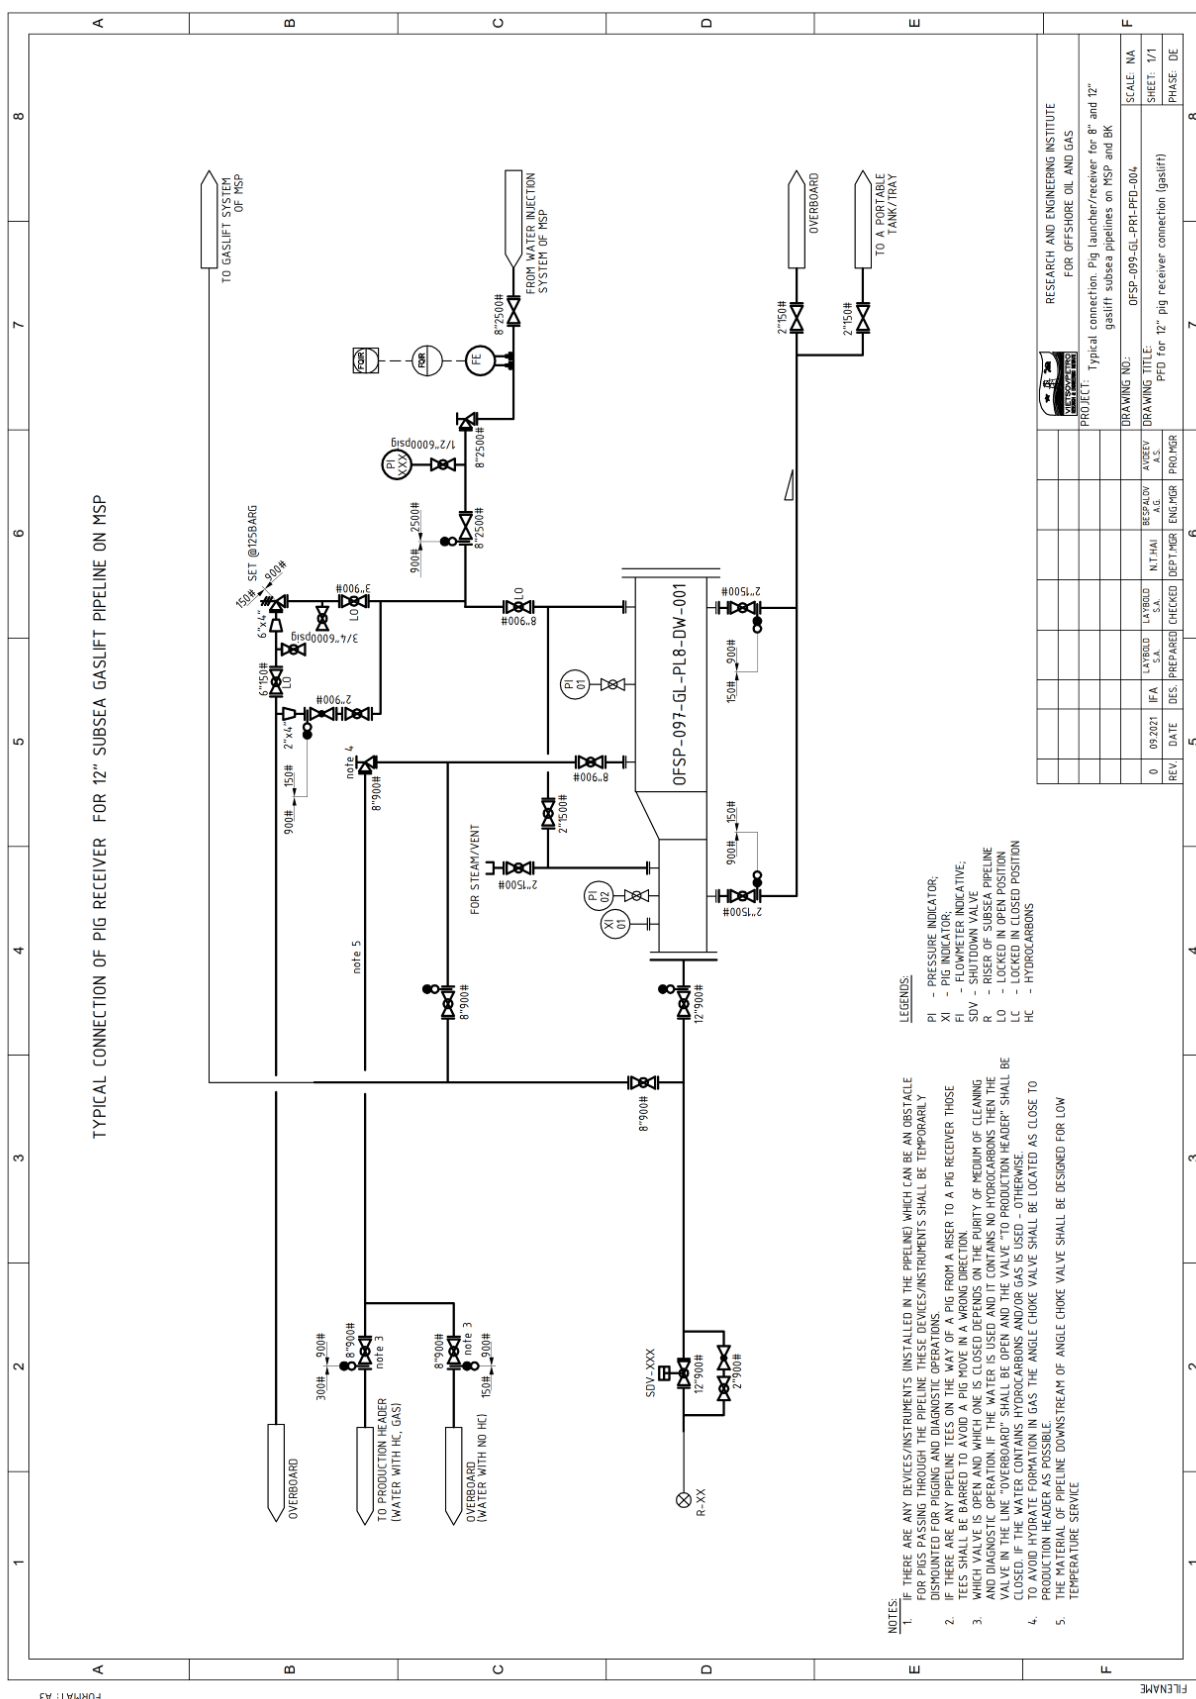 TYPICAL CONNECTION OF PIG RECEIVER FOR 12" SUBSEA GASLIFT PIPELINE ON MSP
1
2
3
4
5
6
7
8
A
B
C
D
E
F
TO GASLIFT SYSTEM
OF MSP
FROM WATER INJECTION
SYSTEM OF MSP
OVERBOARD
TO A PORTABLE
TANK/TRAY
OVERBOARD
TO PRODUCTION HEADER
(WATER WITH HC, GAS)
OVERBOARD
(WATER WITH NO HC)
R-XX
SDV-XXX
12"900#
2"900#
300#
900#
8"900#
note 3
8"900#
note 3
150#
900#
8"900#
8"900#
12"900#
note 5
note 4
8"900#
FOR STEAM/VENT
2"1500#
2"1500#
8"900#
8"900#
LO
XI
01
PI
02
PI
01
OFSP-097-GL-PL8-DW-001
2"1500#
900#
150#
2"1500#
150#
900#
2"150#
2"150#
900#
150#
2"x4"
2"900#
6"150#
LO
6"x4"
3/4"6000psig
3"900#
LO
150#
900#
SET @125BARG
900#
2500#
8"2500#
PI
XXX
1/2"6000psig
8"2500#
FE
FQIR
FQIR
8"2500#
NOTES:
1. IF THERE ARE ANY DEVICES/INSTRUMENTS (INSTALLED IN THE PIPELINE) WHICH CAN BE AN OBSTACLE
FOR PIGS PASSING THROUGH THE PIPELINE THESE DEVICES/INSTRUMENTS SHALL BE TEMPORARILY
DISMOUNTED FOR PIGGING AND DIAGNOSTIC OPERATIONS.
2. IF THERE ARE ANY PIPELINE TEES ON THE WAY OF A PIG FROM A RISER TO A PIG RECEIVER THOSE
TEES SHALL BE BARRED TO AVOID A PIG MOVE IN A WRONG DIRECTION.
3. WHICH VALVE IS OPEN AND WHICH ONE IS CLOSED DEPENDS ON THE PURITY OF MEDIUM OF CLEANING
AND DIAGNOSTIC OPERATION. IF THE WATER IS USED AND IT CONTAINS NO HYDROCARBONS THEN THE
VALVE IN THE LINE "OVERBOARD" SHALL BE OPEN AND THE VALVE "TO PRODUCTION HEADER" SHALL BE
CLOSED. IF THE WATER CONTAINS HYDROCARBONS AND/OR GAS IS USED - OTHERWISE.
4. TO AVOID HYDRATE FORMATION IN GAS THE ANGLE CHOKE VALVE SHALL BE LOCATED AS CLOSE TO
PRODUCTION HEADER AS POSSIBLE.
5. THE MATERIAL OF PIPELINE DOWNSTREAM OF ANGLE CHOKE VALVE SHALL BE DESIGNED FOR LOW
TEMPERATURE SERVICE
LEGENDS:
PI - PRESSURE INDICATOR;
XI - PIG INDICATOR;
FI - FLOWMETER INDICATIVE;
SDV - SHUTDOWN VALVE
R - RISER OF SUBSEA PIPELINE
LO - LOCKED IN OPEN POSITION
LC - LOCKED IN CLOSED POSITION
HC - HYDROCARBONS
VIETSOVPETRO
RESEARCH AND ENGINEERING INSTITUTE
FOR OFFSHORE OIL AND GAS
PROJECT: Typical connection. Pig launcher/receiver for 8" and 12"
gaslift subsea pipelines on MSP and BK
DRAWING NO.: OFSP-099-GL-PR1-PFD-004
SCALE: NA
DRAWING TITLE: PFD for 12" pig receiver connection (gaslift)
SHEET: 1/1
PHASE: DE
0 09.2021 IFA LAYBOLD S.A. LAYBOLD S.A. N.T.HAI BESPALOV A.G. AVDEEV A.S.
REV. DATE DES. PREPARED CHECKED DEPT.MGR ENG.MGR PRO.MGR
FORMAT: A3
FILENAME